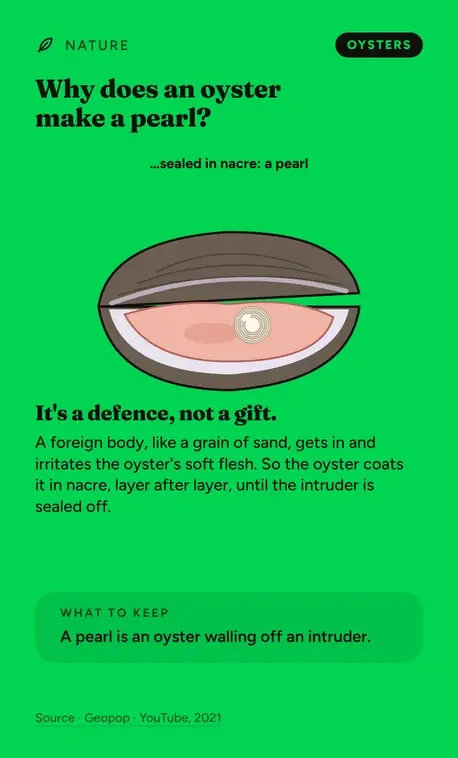 NATURE
OYSTERS
Why does an oyster
make a pearl?
...sealed in nacre: a pearl
It's a defence, not a gift.
A foreign body, like a grain of sand, gets in and
irritates the oyster's soft flesh. So the oyster coats
it in nacre, layer after layer, until the intruder is
sealed off.
WHAT TO KEEP
A pearl is an oyster walling off an intruder.
Source · Geopop · YouTube, 2021